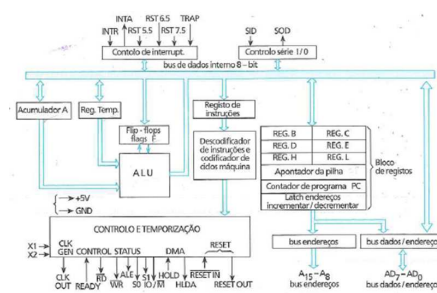 INTA RST 6.5 TRAP
INTR RST 5.5 RST 7.5
SID SOD
Contolo de interrupt.
Controlo série I/0
bus de dados interno 8 - bit
Acumulador A
Reg. Temp.
Flip - flops
flags F
ALU
Registo de
instruções
Descodificador
de instruções e
codificador de
ciclos máquina
REG. B REG. C
REG. D REG. E
REG. H REG. L
Apontador da pilha
Contador de programa PC
Latch endereços
incrementar / decrementar
Bloco
de registos
+5V
GND
CONTROLO E TEMPORIZAÇÃO
X1
X2
CLK
GEN CONTROL STATUS DMA RESET
CLK
OUT
READY
RD
WR
ALE
S0
S1
IO / M
HOLD
HLDA
RESET IN
RESET OUT
bus endereços
bus dados / endereços
A15 – A8
AD7 – AD0